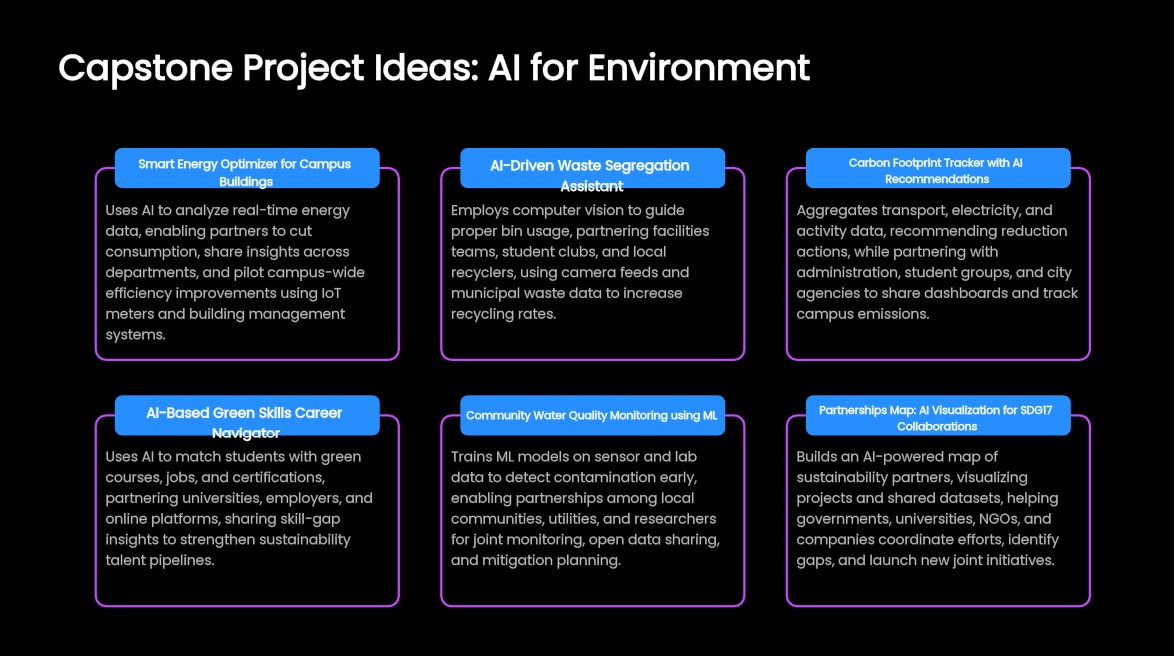 Capstone Project Ideas: AI for Environment
Smart Energy Optimizer for Campus
Buildings
Uses AI to analyze real-time energy
data, enabling partners to cut
consumption, share insights across
departments, and pilot campus-wide
efficiency improvements using IoT
meters and building management
systems.
AI-Driven Waste Segregation
Assistant
Employs computer vision to guide
proper bin usage, partnering facilities
teams, student clubs, and local
recyclers, using camera feeds and
municipal waste data to increase
recycling rates.
Carbon Footprint Tracker with AI
Recommendations
Aggregates transport, electricity, and
activity data, recommending reduction
actions, while partnering with
administration, student groups, and city
agencies to share dashboards and track
campus emissions.
AI-Based Green Skills Career
Navigator
Uses AI to match students with green
courses, jobs, and certifications,
partnering universities, employers, and
online platforms, sharing skill-gap
insights to strengthen sustainability
talent pipelines.
Community Water Quality Monitoring using ML
Trains ML models on sensor and lab
data to detect contamination early,
enabling partnerships among local
communities, utilities, and researchers
for joint monitoring, open data sharing,
and mitigation planning.
Partnerships Map: AI Visualization for SDG17
Collaborations
Builds an AI-powered map of
sustainability partners, visualizing
projects and shared datasets, helping
governments, universities, NGOs, and
companies coordinate efforts, identify
gaps, and launch new joint initiatives.